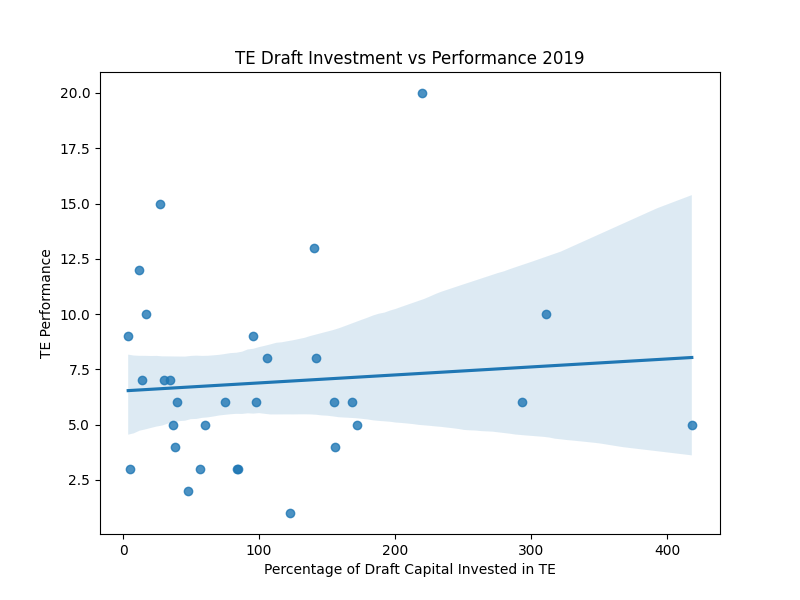 TE Draft Investment vs Performance 2019
20.0
17.5
15.0
12.5
10.0
7.5
5.0
2.5
TE Performance
0 100 200 300 400
Percentage of Draft Capital Invested in TE